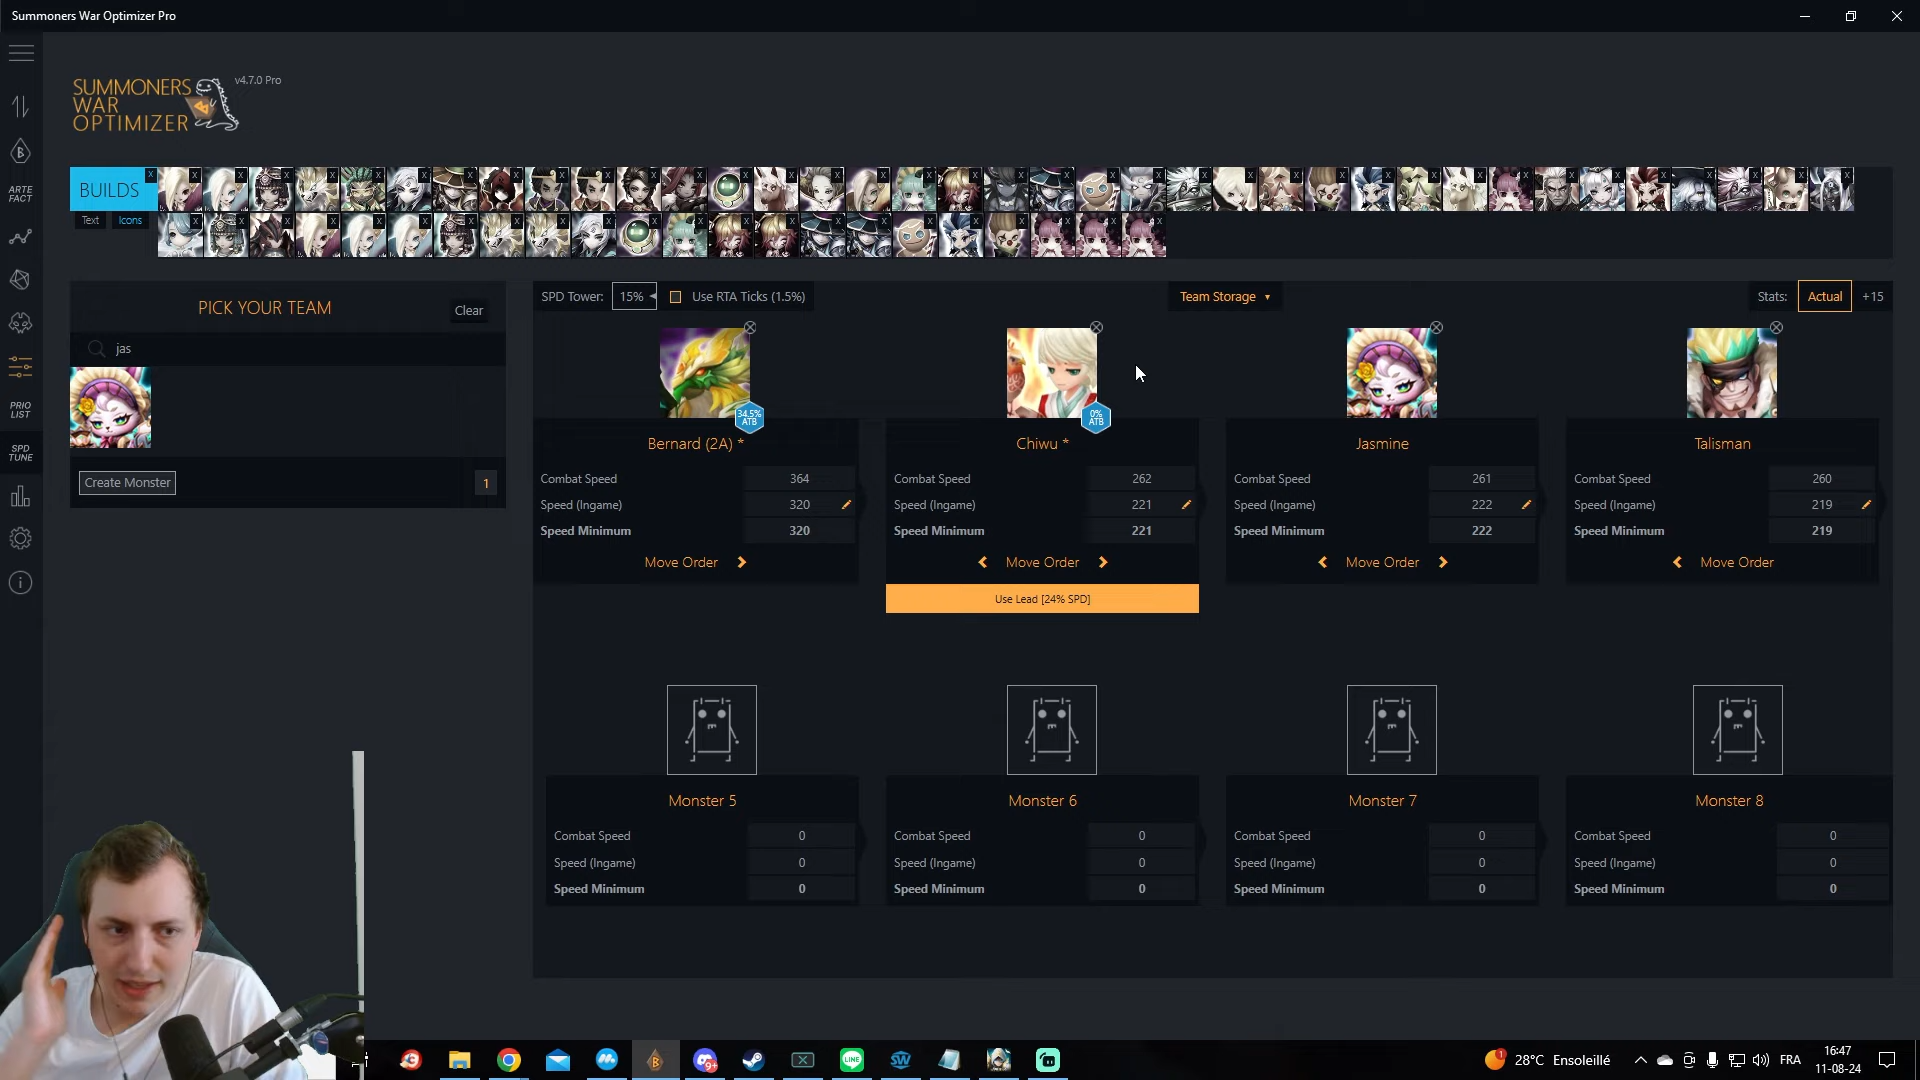 Summoners War Optimizer Pro
SUMMONERS
WAR
OPTIMIZER
v4.7.0 Pro
BUILDS
Text Icons
ARTE
FACT
PRIO
LIST
SPD
TUNE
PICK YOUR TEAM
Clear
jas
Create Monster
1
SPD Tower: 15% Use RTA Ticks (1.5%)
Team Storage
Stats: Actual +15
34.5%
ATB
0%
ATB
Bernard (2A) *
Combat Speed 364
Speed (Ingame) 320
Speed Minimum 320
Move Order
Chiwu *
Combat Speed 262
Speed (Ingame) 221
Speed Minimum 221
Move Order
Use Lead [24% SPD]
Jasmine
Combat Speed 261
Speed (Ingame) 222
Speed Minimum 222
Move Order
Talisman
Combat Speed 260
Speed (Ingame) 219
Speed Minimum 219
Move Order
Monster 5
Combat Speed 0
Speed (Ingame) 0
Speed Minimum 0
Monster 6
Combat Speed 0
Speed (Ingame) 0
Speed Minimum 0
Monster 7
Combat Speed 0
Speed (Ingame) 0
Speed Minimum 0
Monster 8
Combat Speed 0
Speed (Ingame) 0
Speed Minimum 0
9+
LINE
SW
1
28°C Ensoleillé
FRA
16:47
11-08-24